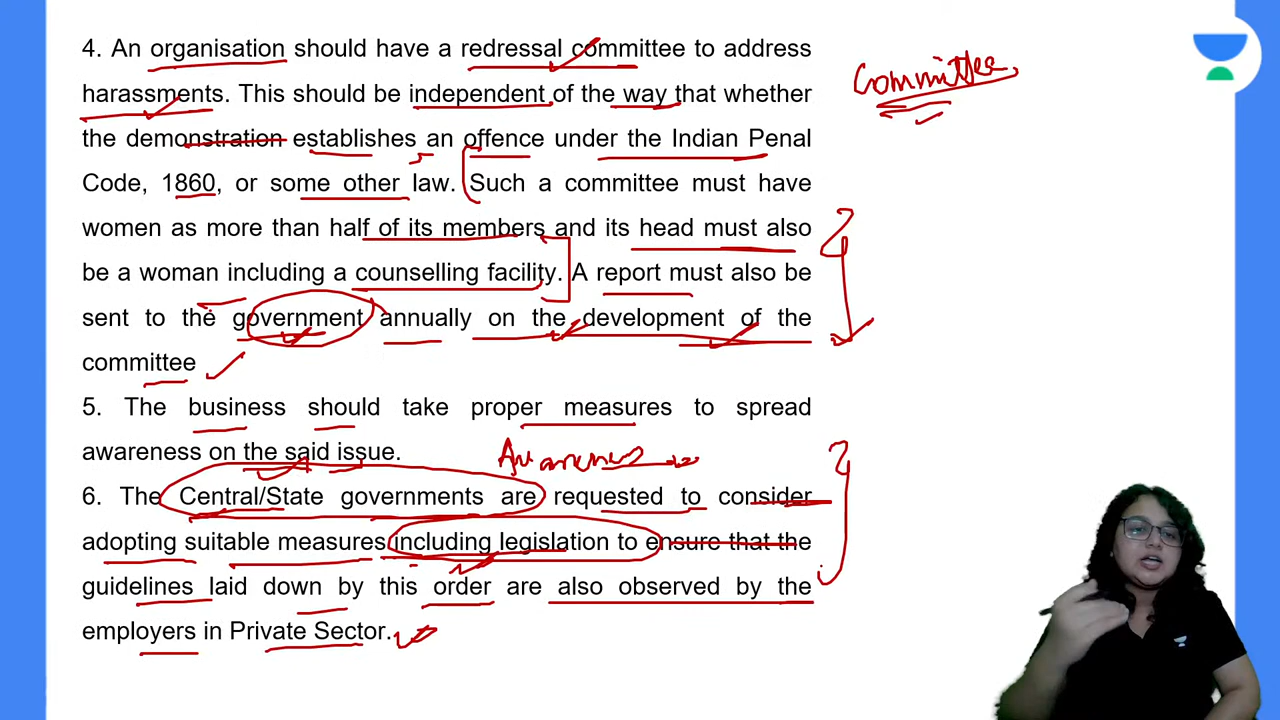 4. An organisation should have a redressal committee to address
harassments. This should be independent of the way that whether
the demonstration establishes an offence under the Indian Penal
Code, 1860, or some other law. Such a committee must have
women as more than half of its members and its head must also
be a woman including a counselling facility. A report must also be
sent to the government annually on the development of the
committee
5. The business should take proper measures to spread
awareness on the said issue.
6. The Central/State governments are requested to consider
adopting suitable measures including legislation to ensure that the
guidelines laid down by this order are also observed by the
employers in Private Sector.
Committee
Awareness